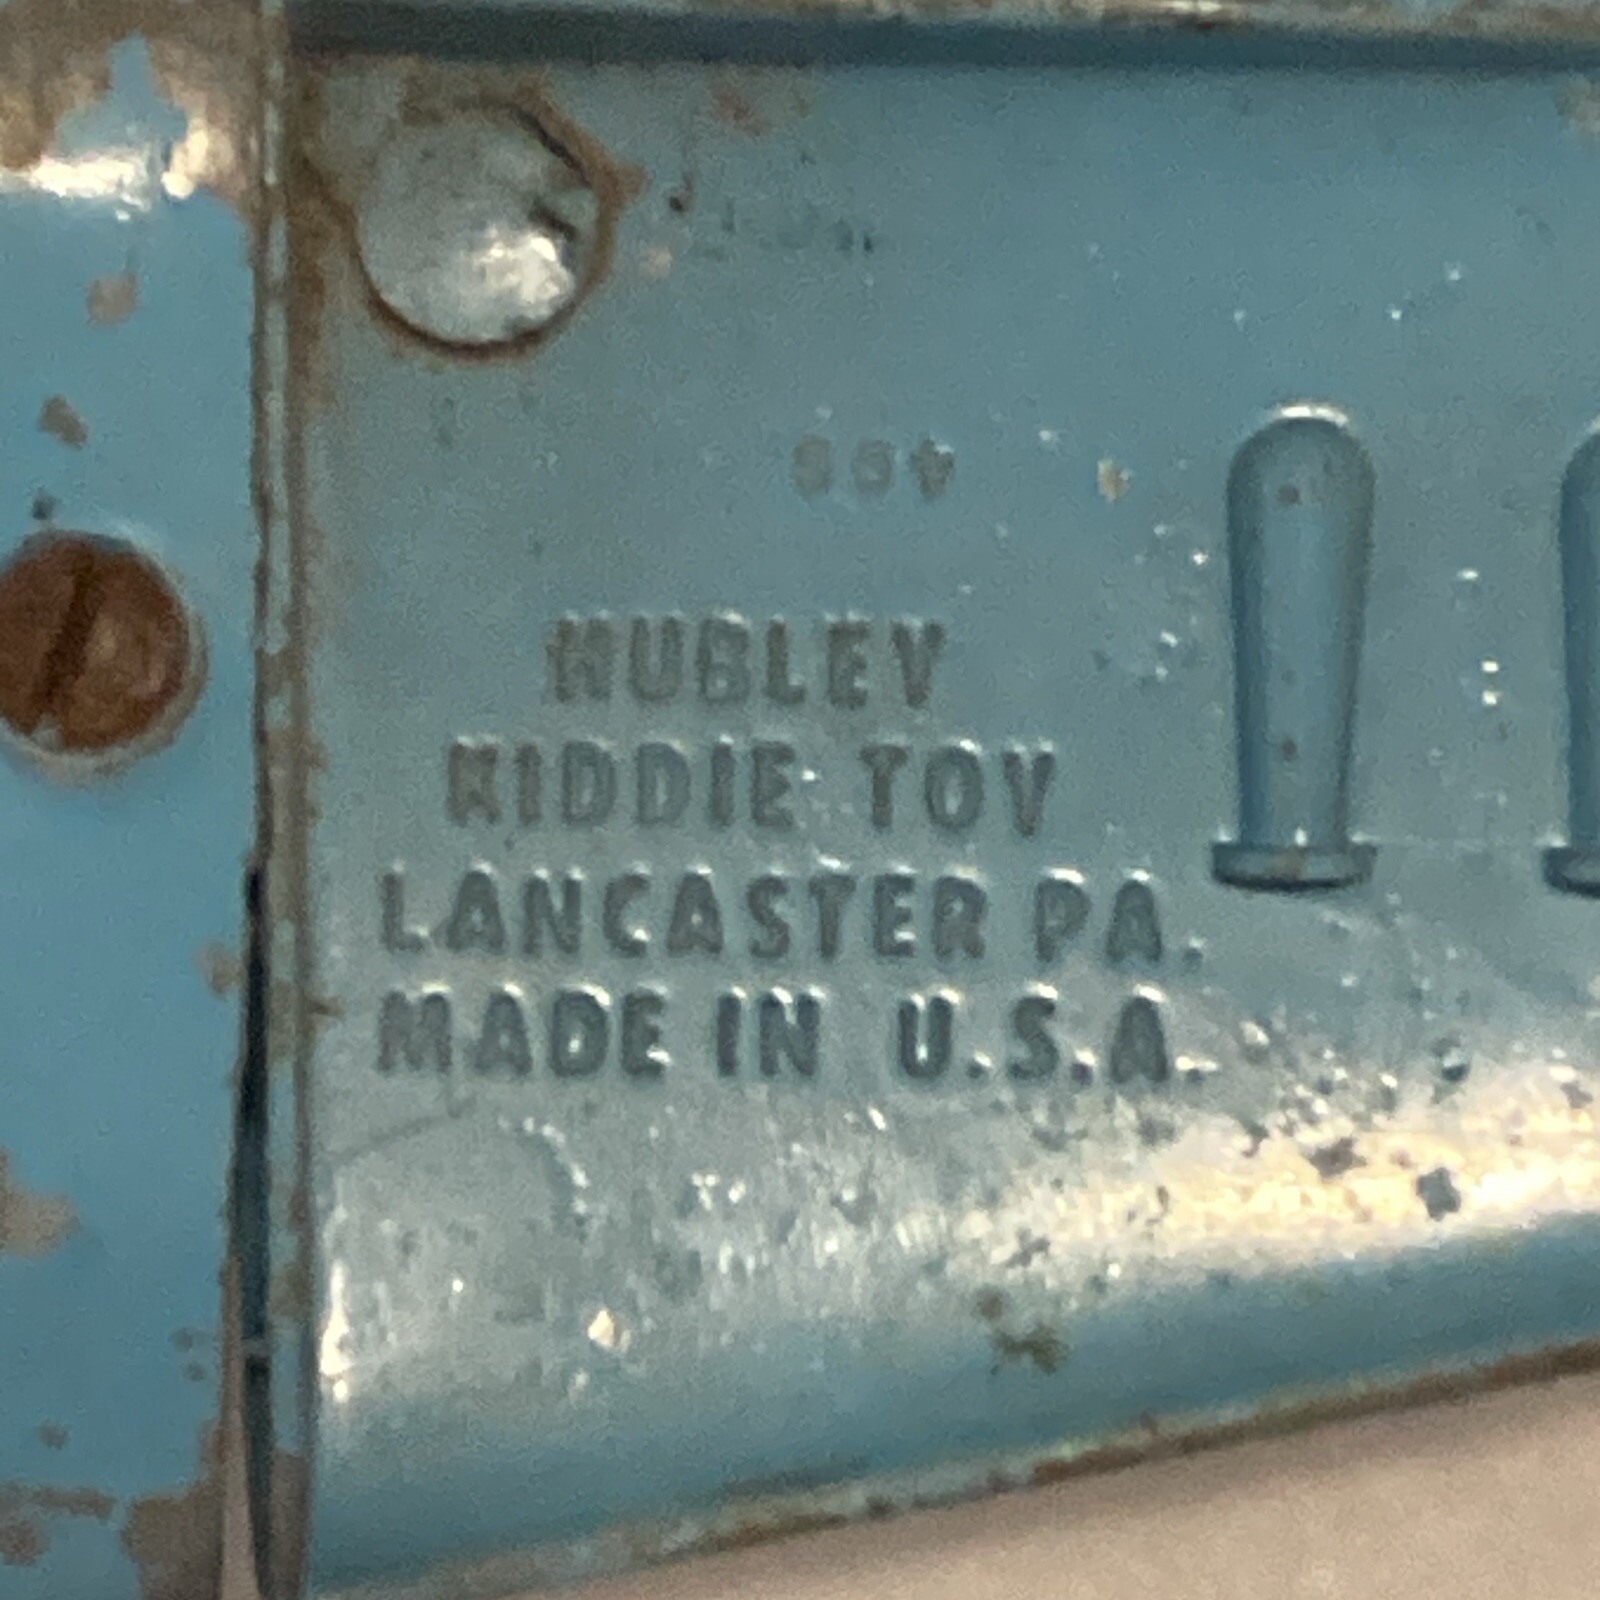 HUBLEY
KIDDIE TOY
LANCASTER PA.
MADE IN U.S.A.